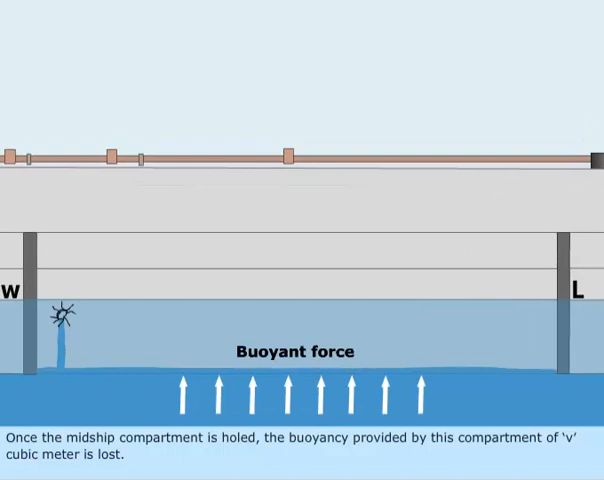 w
L
Buoyant force
Once the midship compartment is holed, the buoyancy provided by this compartment of ‘v’
cubic meter is lost.